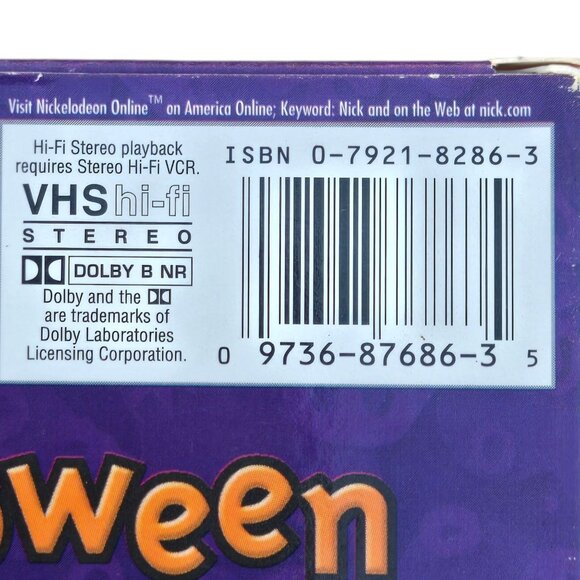 Visit Nickelodeon Online™ on America Online; Keyword: Nick and on the Web at nick.com
Hi-Fi Stereo playback
requires Stereo Hi-Fi VCR.
VHS hi-fi
STEREO
DOLBY B NR
Dolby and the
are trademarks of
Dolby Laboratories
Licensing Corporation.
ISBN 0-7921-8286-3
0 9736-87686-3 5
oween